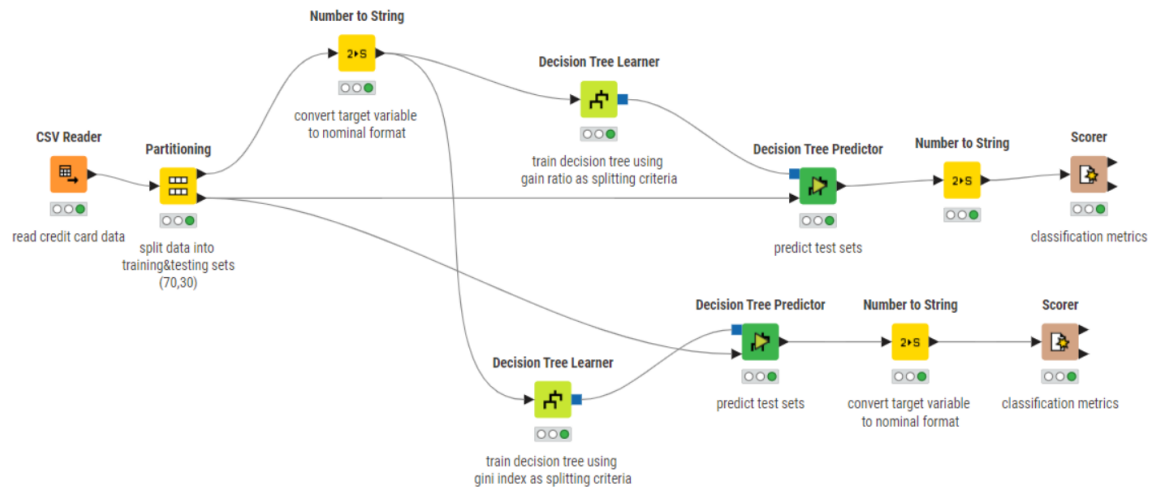 Number to String
2▸S
convert target variable
to nominal format
Decision Tree Learner
train decision tree using
gain ratio as splitting criteria
CSV Reader
read credit card data
Partitioning
split data into
training&testing sets
(70,30)
Decision Tree Predictor
predict test sets
Number to String
2▸S
Scorer
classification metrics
Decision Tree Learner
train decision tree using
gini index as splitting criteria
Decision Tree Predictor
predict test sets
Number to String
2▸S
convert target variable
to nominal format
Scorer
classification metrics